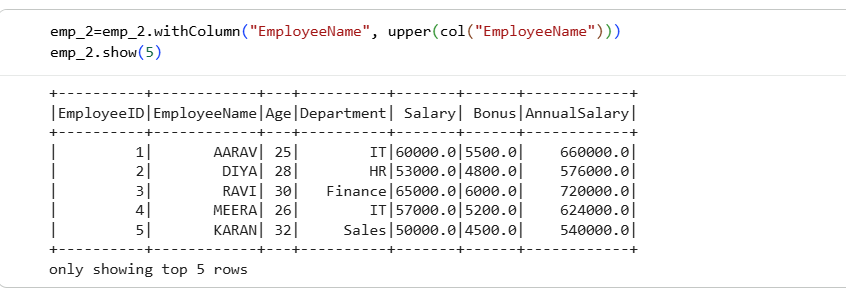 emp_2=emp_2.withColumn("EmployeeName", upper(col("EmployeeName")))
emp_2.show(5)
+----------+------------+---+----------+-------+------+------------+
|EmployeeID|EmployeeName|Age|Department| Salary| Bonus|AnnualSalary|
+----------+------------+---+----------+-------+------+------------+
|         1|       AARAV| 25|        IT|60000.0|5500.0|    660000.0|
|         2|        DIYA| 28|        HR|53000.0|4800.0|    576000.0|
|         3|        RAVI| 30|   Finance|65000.0|6000.0|    720000.0|
|         4|       MEERA| 26|        IT|57000.0|5200.0|    624000.0|
|         5|       KARAN| 32|     Sales|50000.0|4500.0|    540000.0|
+----------+------------+---+----------+-------+------+------------+
only showing top 5 rows